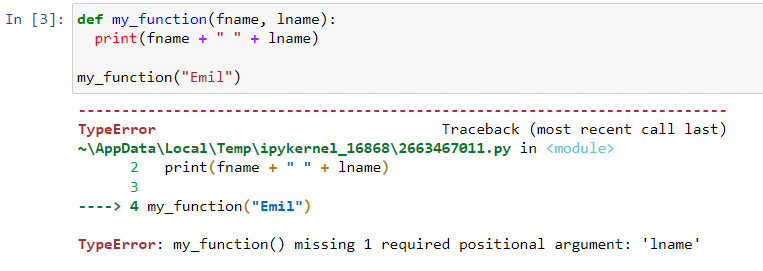 In [3]: def my_function(fname, lname):
  print(fname + " " + lname)
my_function("Emil")
---------------------------------------------------------------------------
TypeError                                 Traceback (most recent call last)
~\AppData\Local\Temp\ipykernel_16868\2663467011.py in <module>
      2   print(fname + " " + lname)
      3
----> 4 my_function("Emil")
TypeError: my_function() missing 1 required positional argument: 'lname'